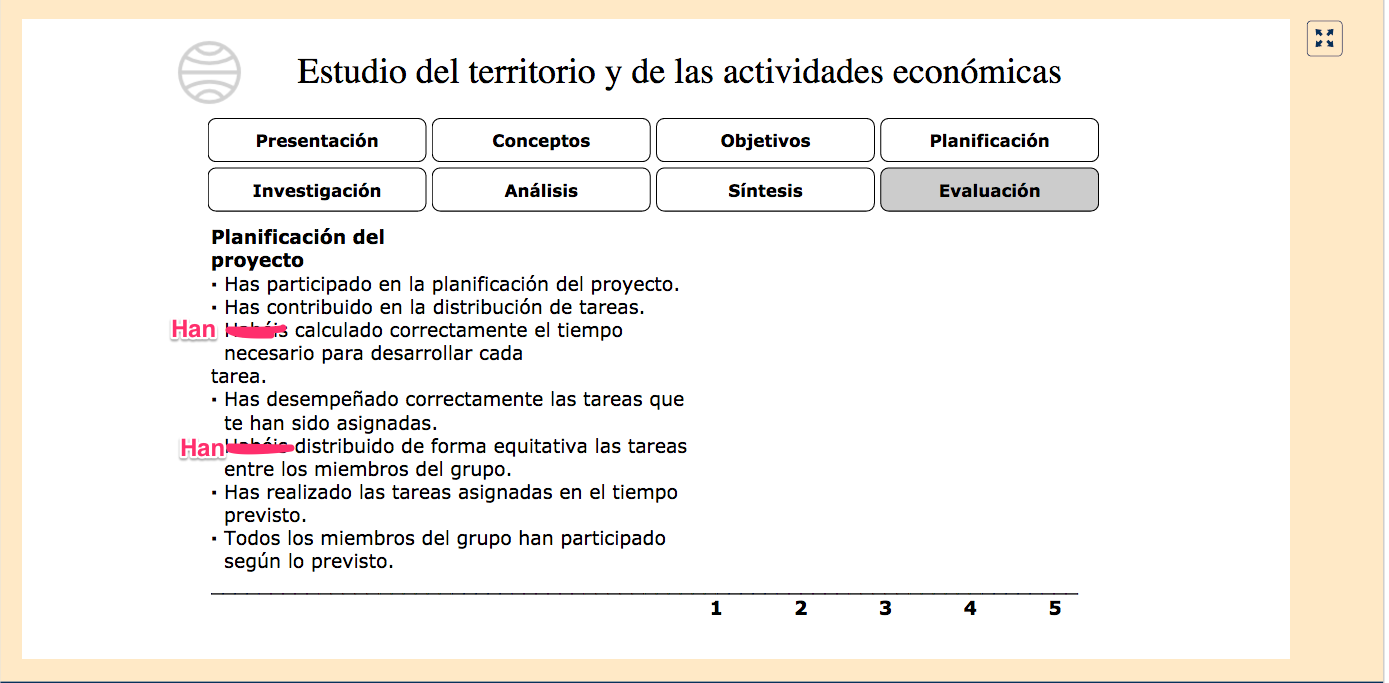 Estudio del territorio y de las actividades económicas
Presentación Conceptos Objetivos Planificación
Investigación Análisis Síntesis Evaluación
Planificación del
proyecto
· Has participado en la planificación del proyecto.
· Has contribuido en la distribución de tareas.
Han Habéis calculado correctamente el tiempo
necesario para desarrollar cada
tarea.
· Has desempeñado correctamente las tareas que
te han sido asignadas.
Han Habéis distribuido de forma equitativa las tareas
entre los miembros del grupo.
· Has realizado las tareas asignadas en el tiempo
previsto.
· Todos los miembros del grupo han participado
según lo previsto.
1 2 3 4 5